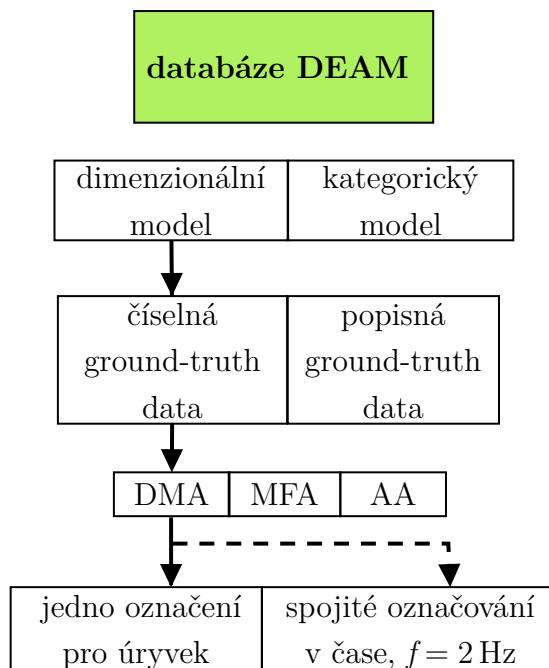 databáze DEAM
dimenzionální
model
kategorický
model
číselná
ground-truth
data
popisná
ground-truth
data
DMA
MFA
AA
jedno označení
pro úryvek
spojité označování
v čase, f = 2 Hz